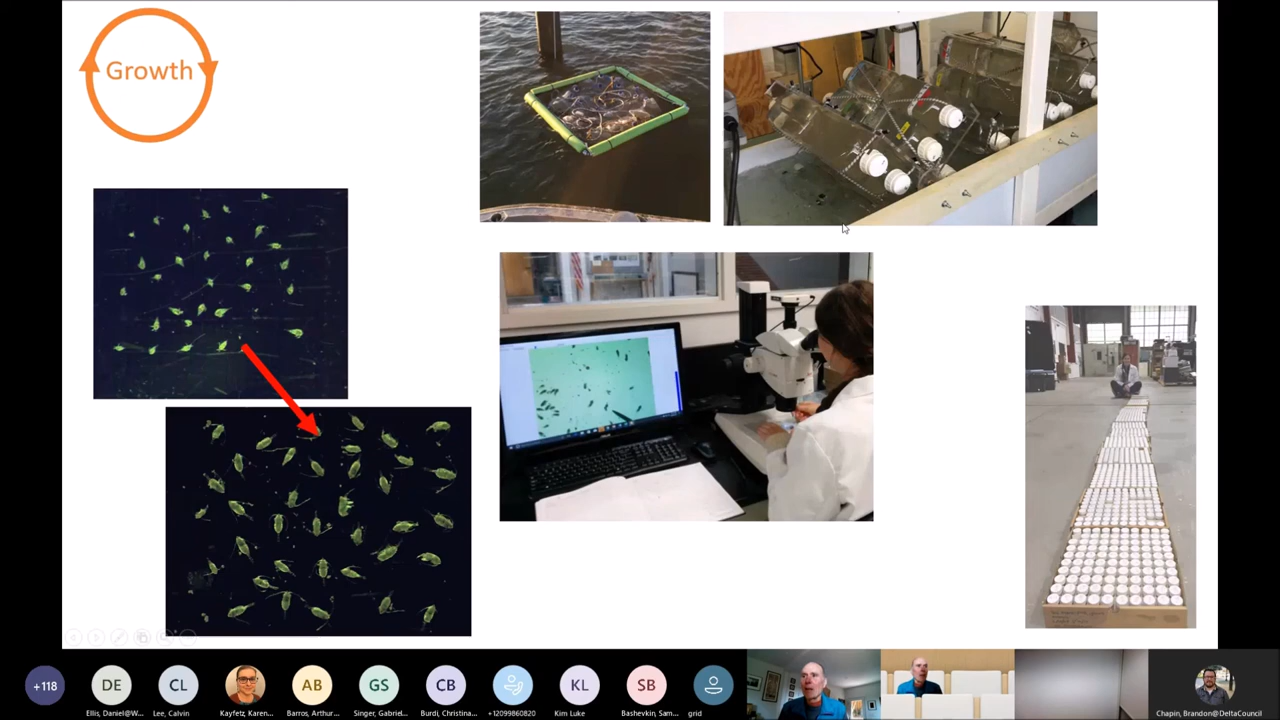 Growth
+118
DE
CL
AB
GS
CB
KL
SB
Ellis, Daniel@W...
Lee, Calvin
Kayfetz, Karen...
Barros, Arthur...
Singer, Gabriel...
Burdi, Christina...
+12099860820
Kim Luke
Bashevkin, Sam...
grid
Chapin, Brandon@DeltaCouncil